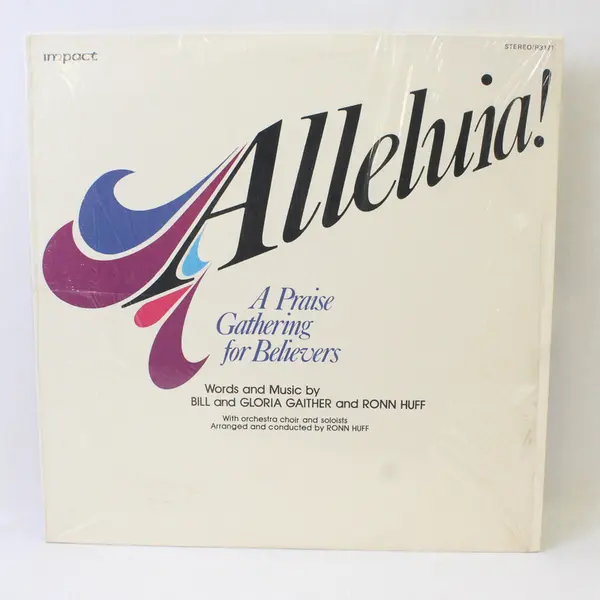 impact
STEREO/R3171
Alleluia!
A Praise
Gathering
for Believers
Words and Music by
BILL and GLORIA GAITHER and RONN HUFF
With orchestra choir and soloists
Arranged and conducted by RONN HUFF